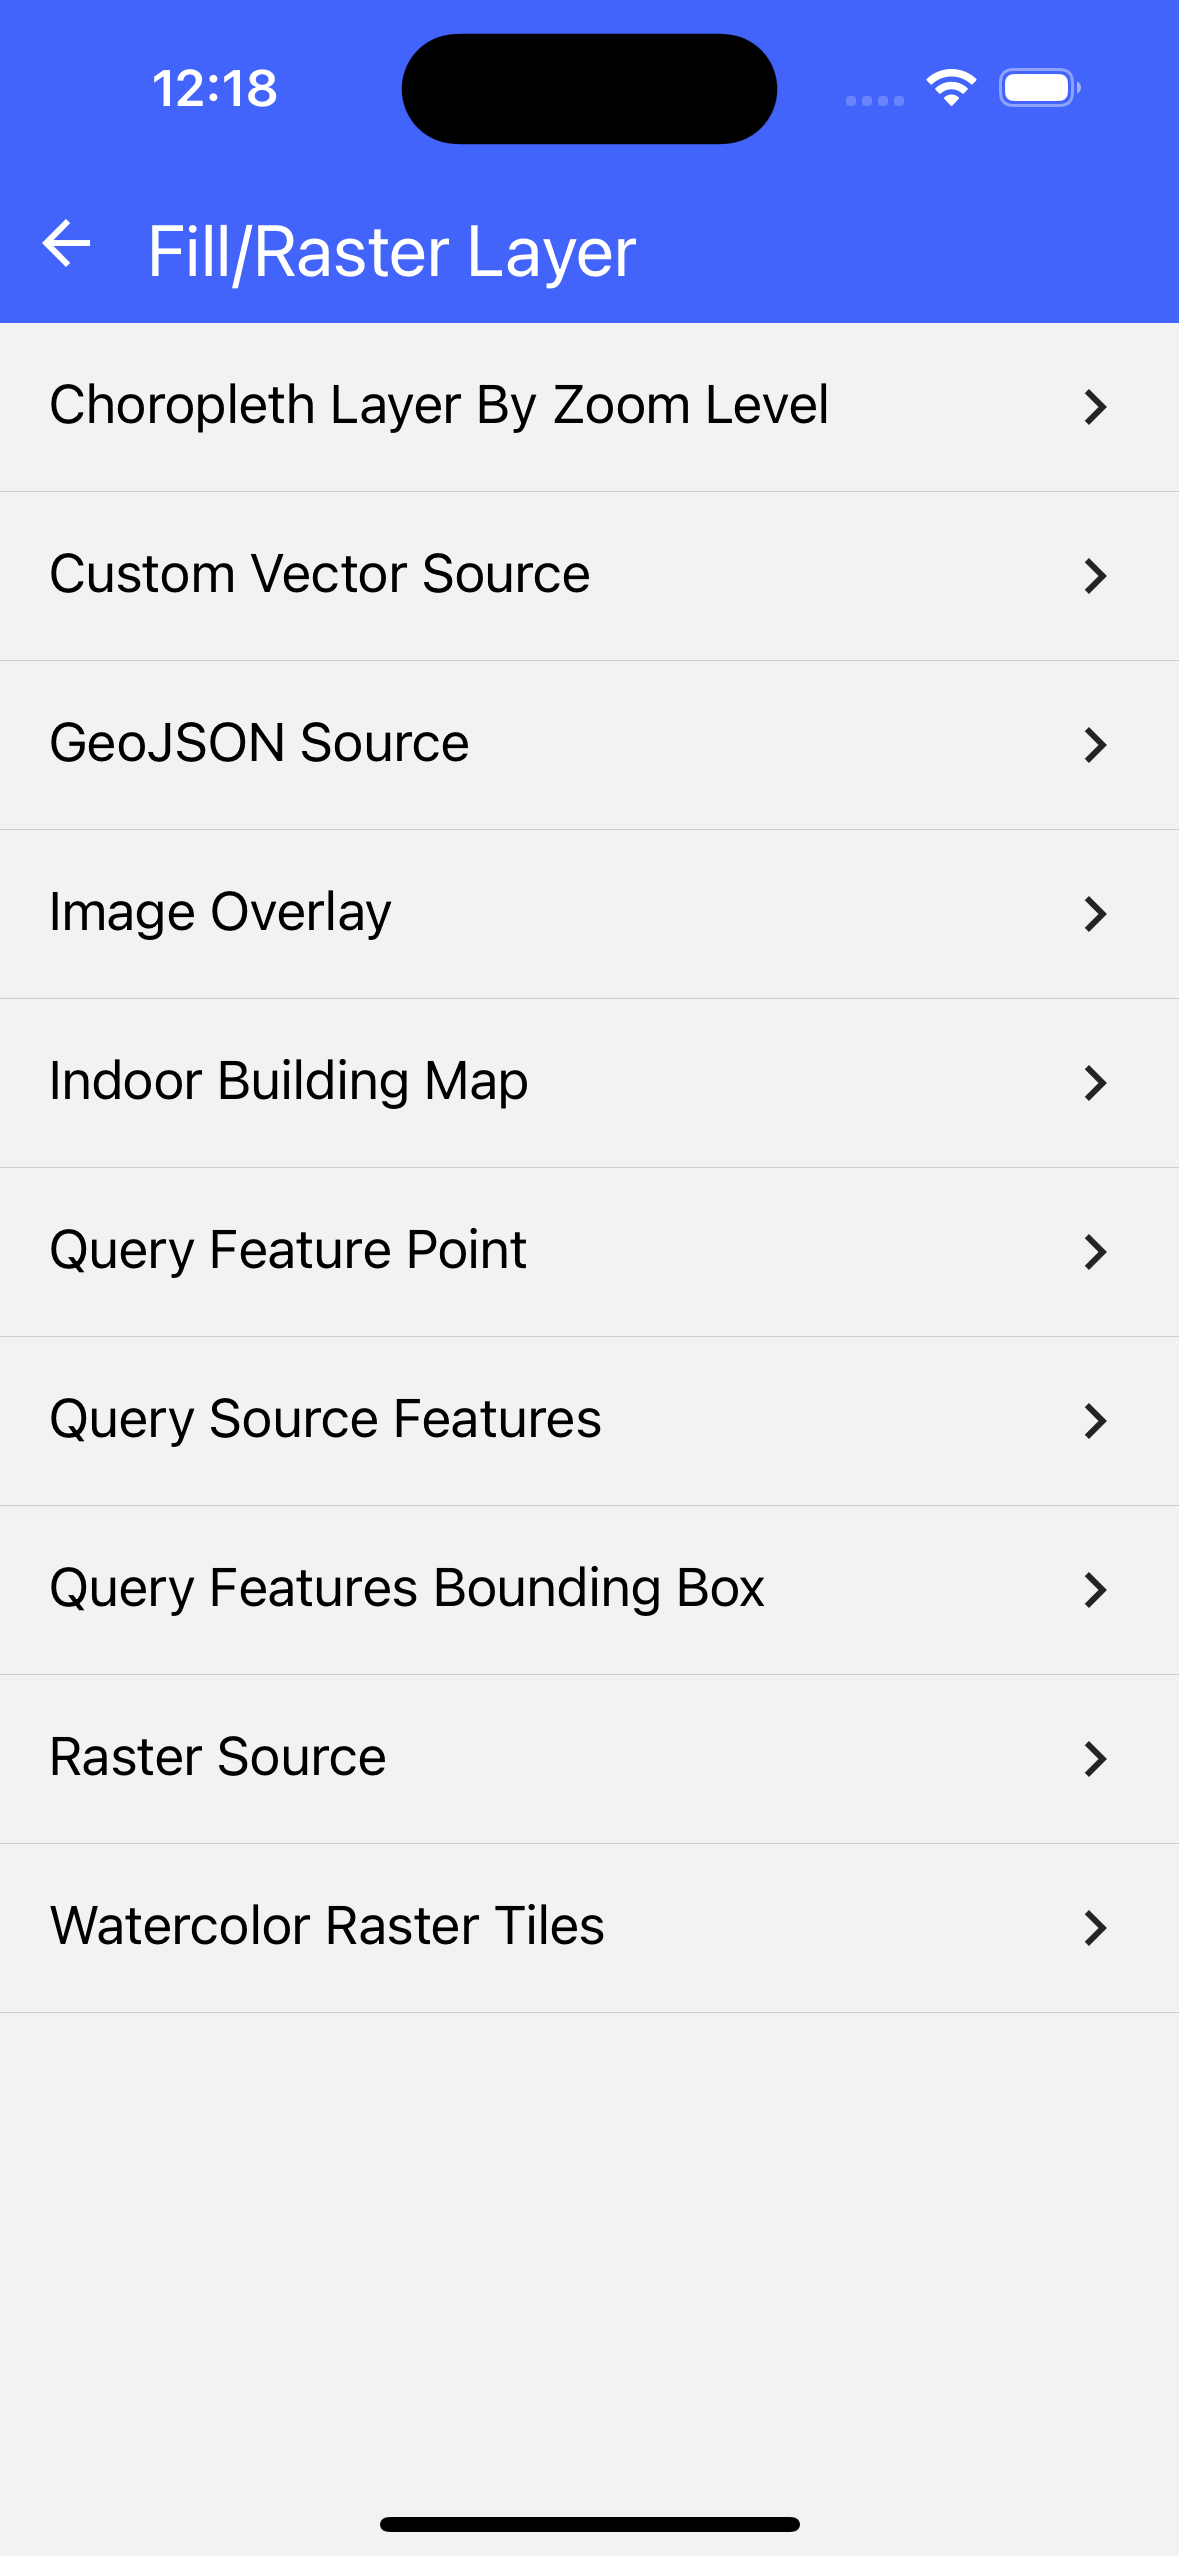 12:18
Fill/Raster Layer
Choropleth Layer By Zoom Level
Custom Vector Source
GeoJSON Source
Image Overlay
Indoor Building Map
Query Feature Point
Query Source Features
Query Features Bounding Box
Raster Source
Watercolor Raster Tiles